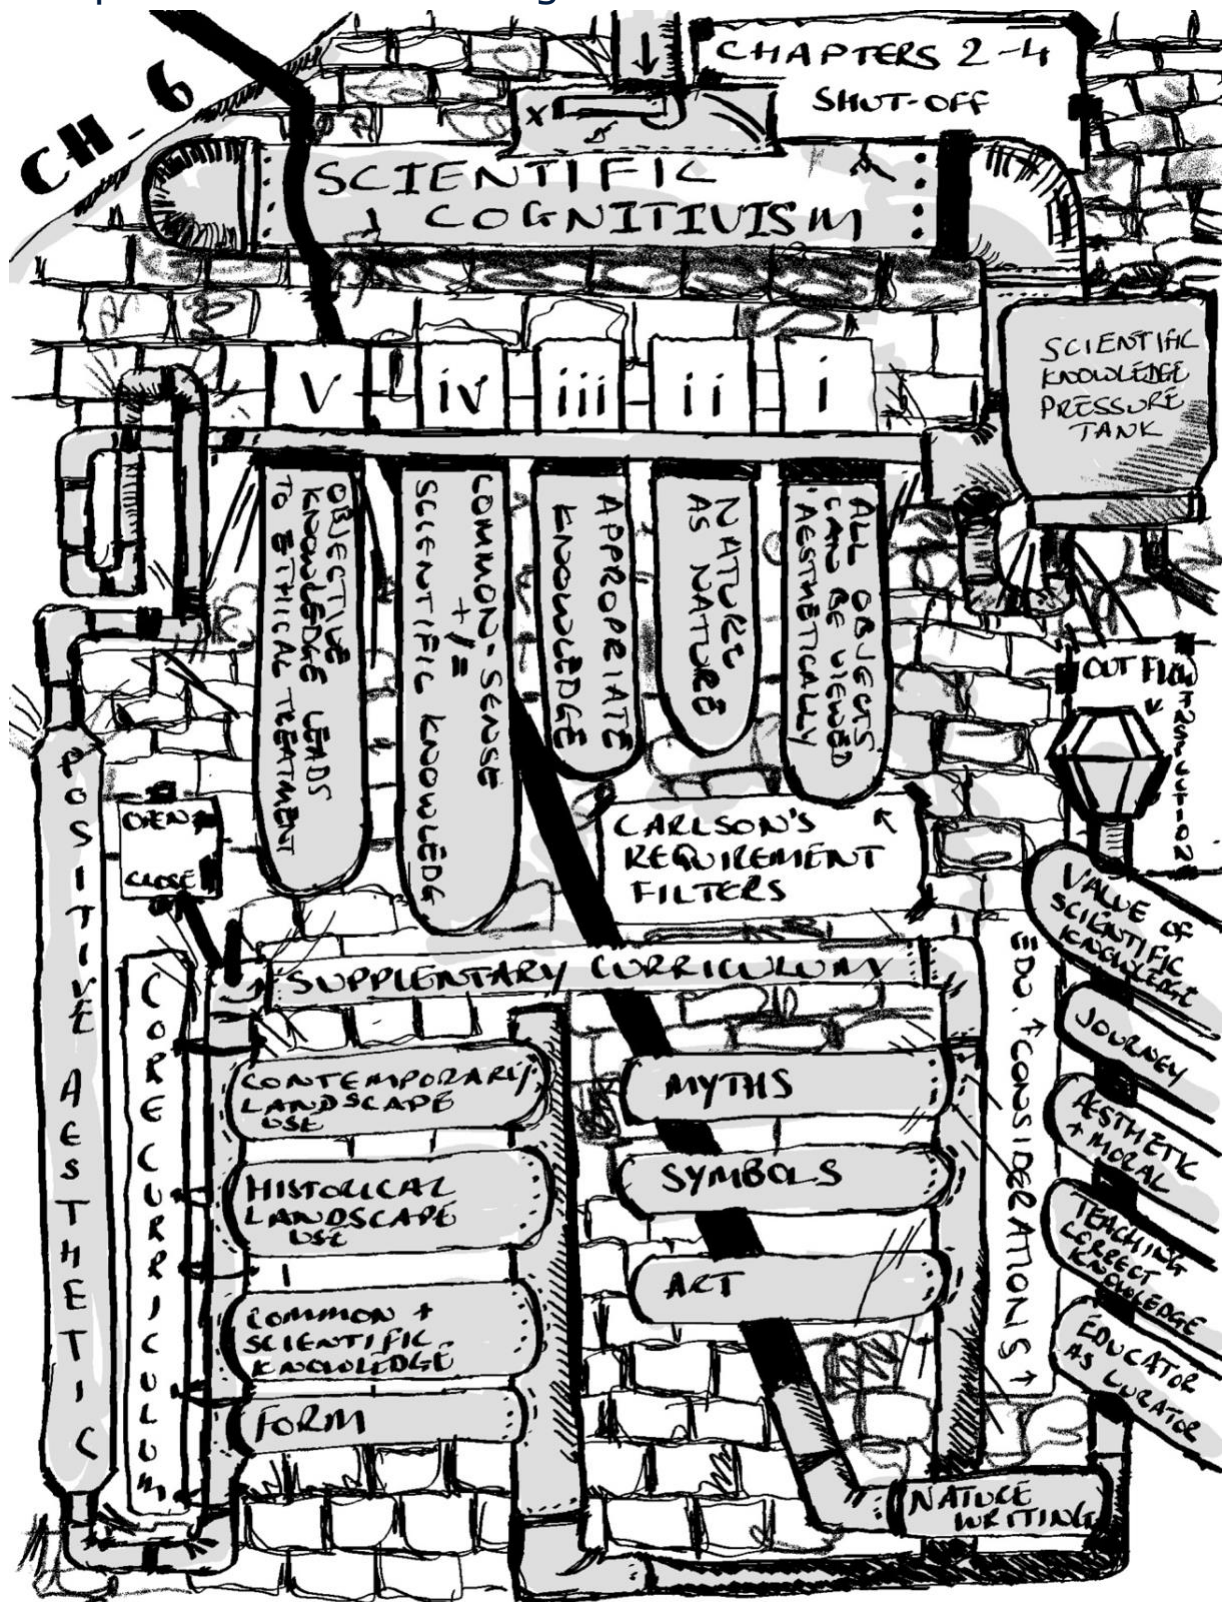 CH-6
CHAPTERS 2-4
SHUT-OFF
X
SCIENTIFIC
COGNITIVISM
SCIENTIFIC
KNOWLEDGE
PRESSURE
TANK
V
iv
iii
ii
i
OBJECTIVE
KNOWLEDGE LEADS
TO ETHICAL TREATMENT
COMMON-SENSE
+/=
SCIENTIFIC KNOWLEDG
APPROPRIATE
KNOWLEDGE
NATURE
AS NATURE
ALL OBJECTS
CAN BE VIEWED
AESTHETICALLY
OUT FLOW
INSPECTION
POSITIVE AESTHETIC
OPEN
CLOSE
CARLSON'S
REQUIREMENT
FILTERS
CORE CURRICULUM
SUPPLENTARY CURRICULUM
EDU. CONSIDERATIONS
CONTEMPORARY
LANDSCAPE
USE
HISTORICAL
LANDSCAPE
USE
COMMON +
SCIENTIFIC
KNOWLEDGE
FORM
MYTHS
SYMBOLS
ART
VALUE OF
SCIENTIFIC
KNOWLEDGE
JOURNEY
AESTHETIC
+ MORAL
TEACHING
CORRECT
KNOWLEDGE
EDUCATOR
AS CURATOR
NATURE
WRITING